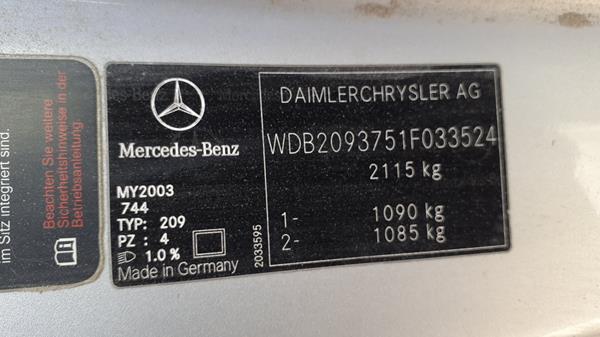 im Sitz integriert sind.
Beachten Sie weitere
Sicherheitshinweise in der
Betriebsanleitung
Mercedes-Benz
MY2003
744
TYP: 209
PZ : 4
1.0%
Made in Germany
2033595
DAIMLERCHRYSLER AG
WDB2093751F033524
2115 kg
1- 1090 kg
2- 1085 kg